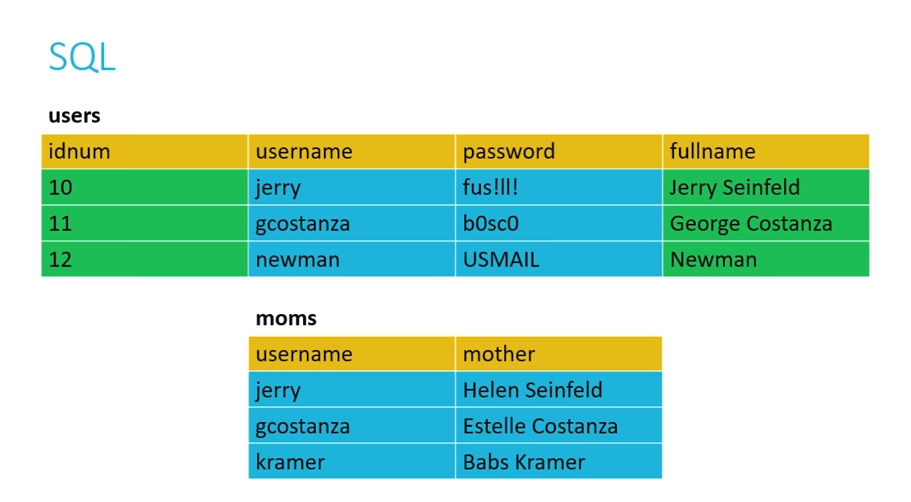 SQL
users
idnum username password fullname
10 jerry fus!ll! Jerry Seinfeld
11 gcostanza b0sc0 George Costanza
12 newman USMAIL Newman
moms
username mother
jerry Helen Seinfeld
gcostanza Estelle Costanza
kramer Babs Kramer